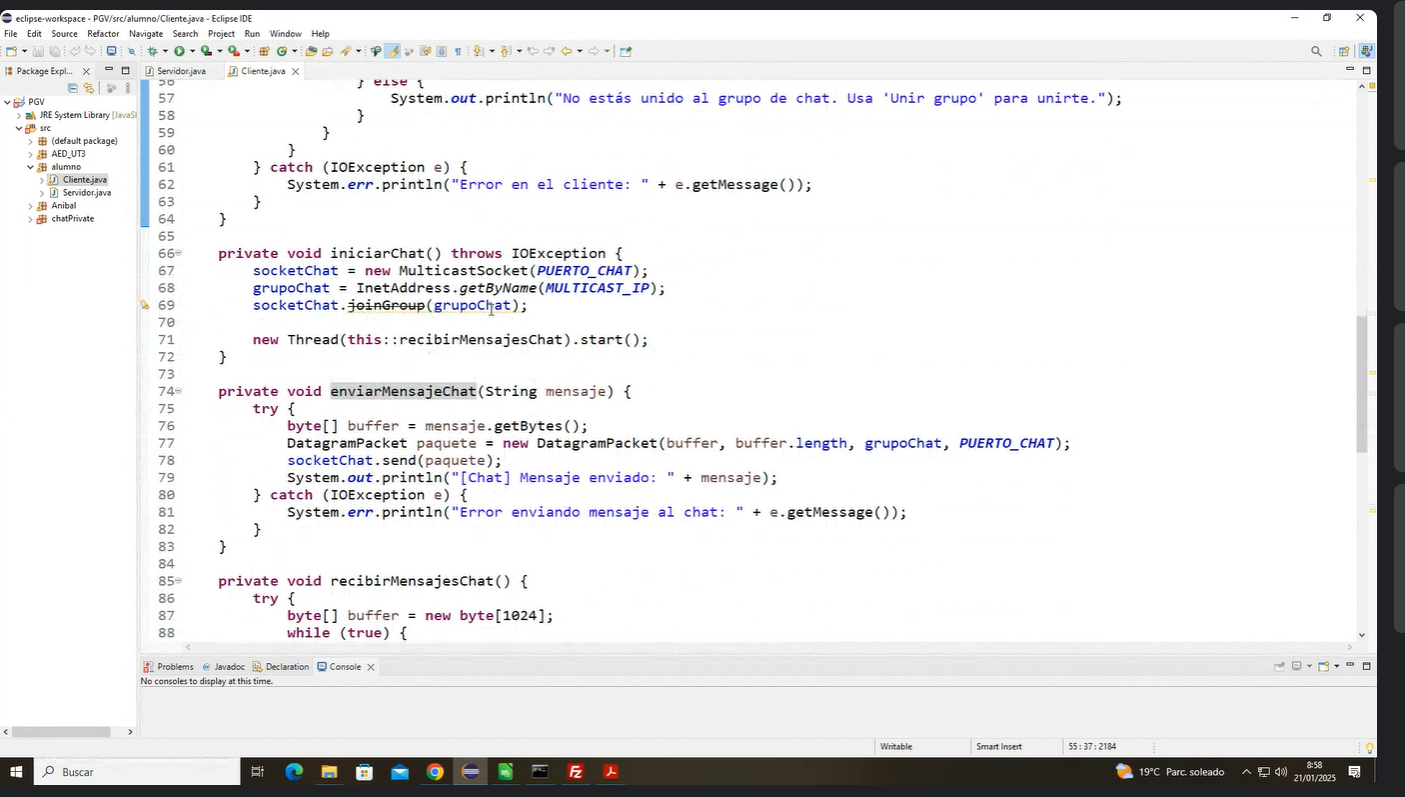 eclipse-workspace - PGV/src/alumno/Cliente.java - Eclipse IDE
File Edit Source Refactor Navigate Search Project Run Window Help
Package Expl...
Servidor.java
Cliente.java
PGV
JRE System Library [JavaSE
src
(default package)
AED_UT3
alumno
Cliente.java
Servidor.java
Anibal
chatPrivate
56 } else {
57 System.out.println("No estás unido al grupo de chat. Usa 'Unir grupo' para unirte.");
58 }
59 }
60 }
61 } catch (IOException e) {
62 System.err.println("Error en el cliente: " + e.getMessage());
63 }
64 }
65
66 private void iniciarChat() throws IOException {
67 socketChat = new MulticastSocket(PUERTO_CHAT);
68 grupoChat = InetAddress.getByName(MULTICAST_IP);
69 socketChat.joinGroup(grupoChat);
70
71 new Thread(this::recibirMensajesChat).start();
72 }
73
74 private void enviarMensajeChat(String mensaje) {
75 try {
76 byte[] buffer = mensaje.getBytes();
77 DatagramPacket paquete = new DatagramPacket(buffer, buffer.length, grupoChat, PUERTO_CHAT);
78 socketChat.send(paquete);
79 System.out.println("[Chat] Mensaje enviado: " + mensaje);
80 } catch (IOException e) {
81 System.err.println("Error enviando mensaje al chat: " + e.getMessage());
82 }
83 }
84
85 private void recibirMensajesChat() {
86 try {
87 byte[] buffer = new byte[1024];
88 while (true) {
Problems Javadoc Declaration Console
No consoles to display at this time.
Writable Smart Insert 55 : 37 : 2184
Buscar
19°C Parc. soleado
8:58
21/01/2025